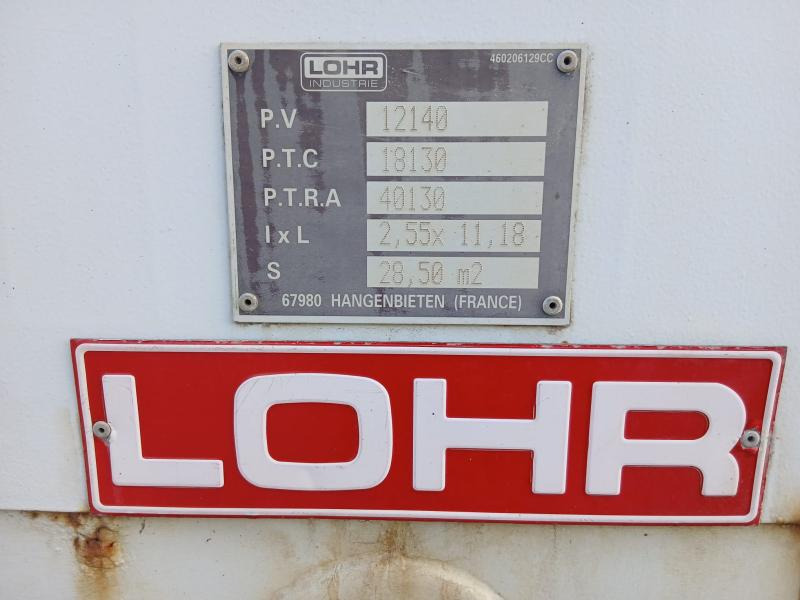 LOHR
INDUSTRIE
460206129CC
P.V 12140
P.T.C 18130
P.T.R.A 40130
I x L 2,55x 11,18
S 28,50 m2
67980 HANGENBIETEN (FRANCE)
LOHR